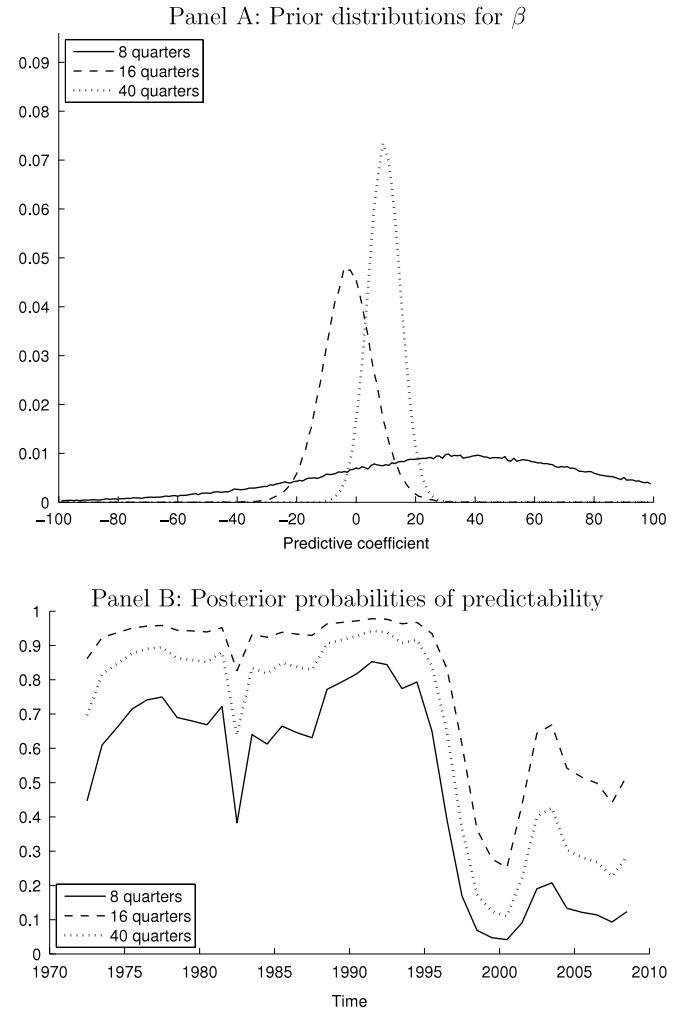 Panel A: Prior distributions for β
8 quarters
16 quarters
40 quarters
0.09
0.08
0.07
0.06
0.05
0.04
0.03
0.02
0.01
0
−100 −80 −60 −40 −20 0 20 40 60 80 100
Predictive coefficient
Panel B: Posterior probabilities of predictability
1
0.9
0.8
0.7
0.6
0.5
0.4
0.3
0.2
0.1
0
8 quarters
16 quarters
40 quarters
1970 1975 1980 1985 1990 1995 2000 2005 2010
Time